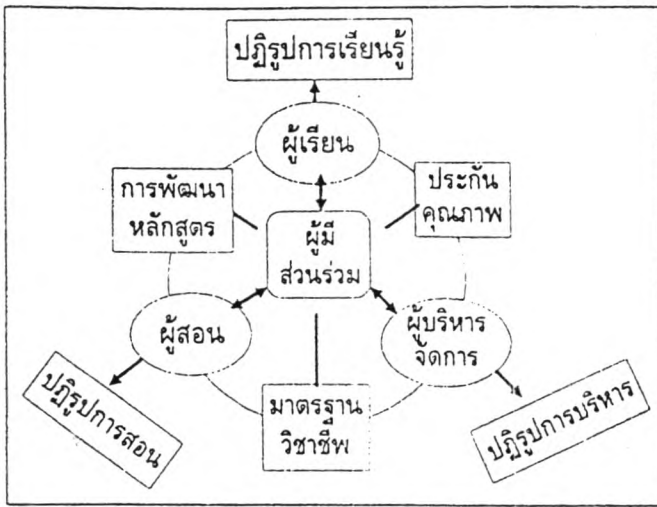 ปฏิรูปการเรียนรู้
ผู้เรียน
การพัฒนา
หลักสูตร
ประกัน
คุณภาพ
ผู้มี
ส่วนร่วม
ผู้สอน
ผู้บริหาร
จัดการ
ปฏิรูปการสอน
มาตรฐาน
วิชาชีพ
ปฏิรูปการบริหาร